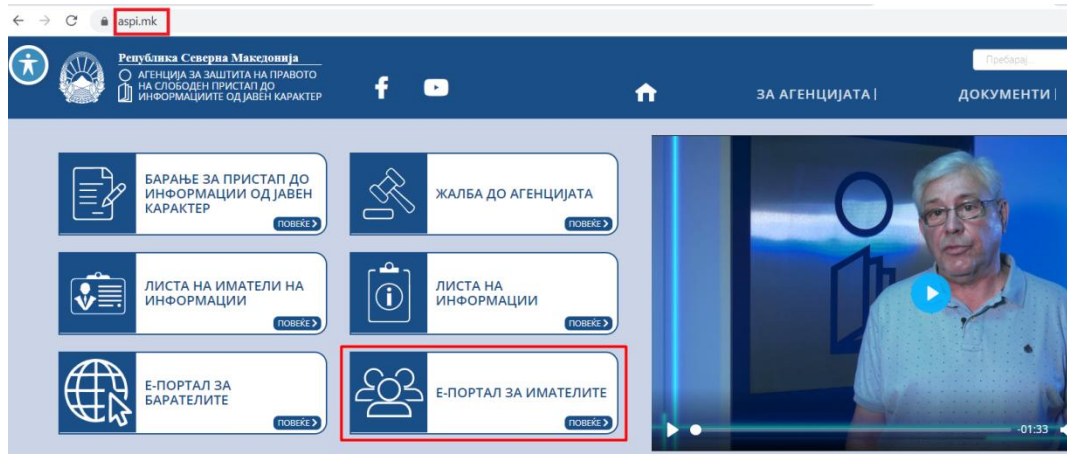 aspi.mk
Република Северна Македонија
АГЕНЦИЈА ЗА ЗАШТИТА НА ПРАВОТО
НА СЛОБОДЕН ПРИСТАП ДО
ИНФОРМАЦИИТЕ ОД ЈАВЕН КАРАКТЕР
Пребарај...
ЗА АГЕНЦИЈАТА |
ДОКУМЕНТИ |
БАРАЊЕ ЗА ПРИСТАП ДО
ИНФОРМАЦИИ ОД ЈАВЕН
КАРАКТЕР
ПОВЕЌЕ
ЖАЛБА ДО АГЕНЦИЈАТА
ПОВЕЌЕ
ЛИСТА НА ИМАТЕЛИ НА
ИНФОРМАЦИИ
ПОВЕЌЕ
ЛИСТА НА
ИНФОРМАЦИИ
ПОВЕЌЕ
Е-ПОРТАЛ ЗА
БАРАТЕЛИТЕ
ПОВЕЌЕ
Е-ПОРТАЛ ЗА ИМАТЕЛИТЕ
ПОВЕЌЕ
-01:33